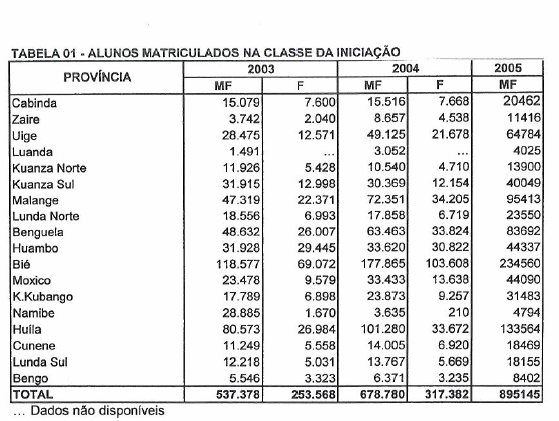 TABELA 01 - ALUNOS MATRICULADOS NA CLASSE DA INICIAÇÃO
PROVÍNCIA 2003 2004 2005
MF F MF F MF
Cabinda 15.079 7.600 15.516 7.668 20462
Zaire 3.742 2.040 8.657 4.538 11416
Uige 28.475 12.571 49.125 21.678 64784
Luanda 1.491 ... 3.052 ... 4025
Kuanza Norte 11.926 5.428 10.540 4.710 13900
Kuanza Sul 31.915 12.998 30.369 12.154 40049
Malange 47.319 22.371 72.351 34.205 95413
Lunda Norte 18.556 6.993 17.858 6.719 23550
Benguela 48.632 26.007 63.463 33.824 83692
Huambo 31.928 29.445 33.620 30.822 44337
Bié 118.577 69.072 177.865 103.608 234560
Moxico 23.478 9.579 33.433 13.638 44090
K.Kubango 17.789 6.898 23.873 9.257 31483
Namibe 28.885 1.670 3.635 210 4794
Huíla 80.573 26.984 101.280 33.672 133564
Cunene 11.249 5.558 14.005 6.920 18469
Lunda Sul 12.218 5.031 13.767 5.669 18155
Bengo 5.546 3.323 6.371 3.235 8402
TOTAL 537.378 253.568 678.780 317.382 895145
... Dados não disponíveis